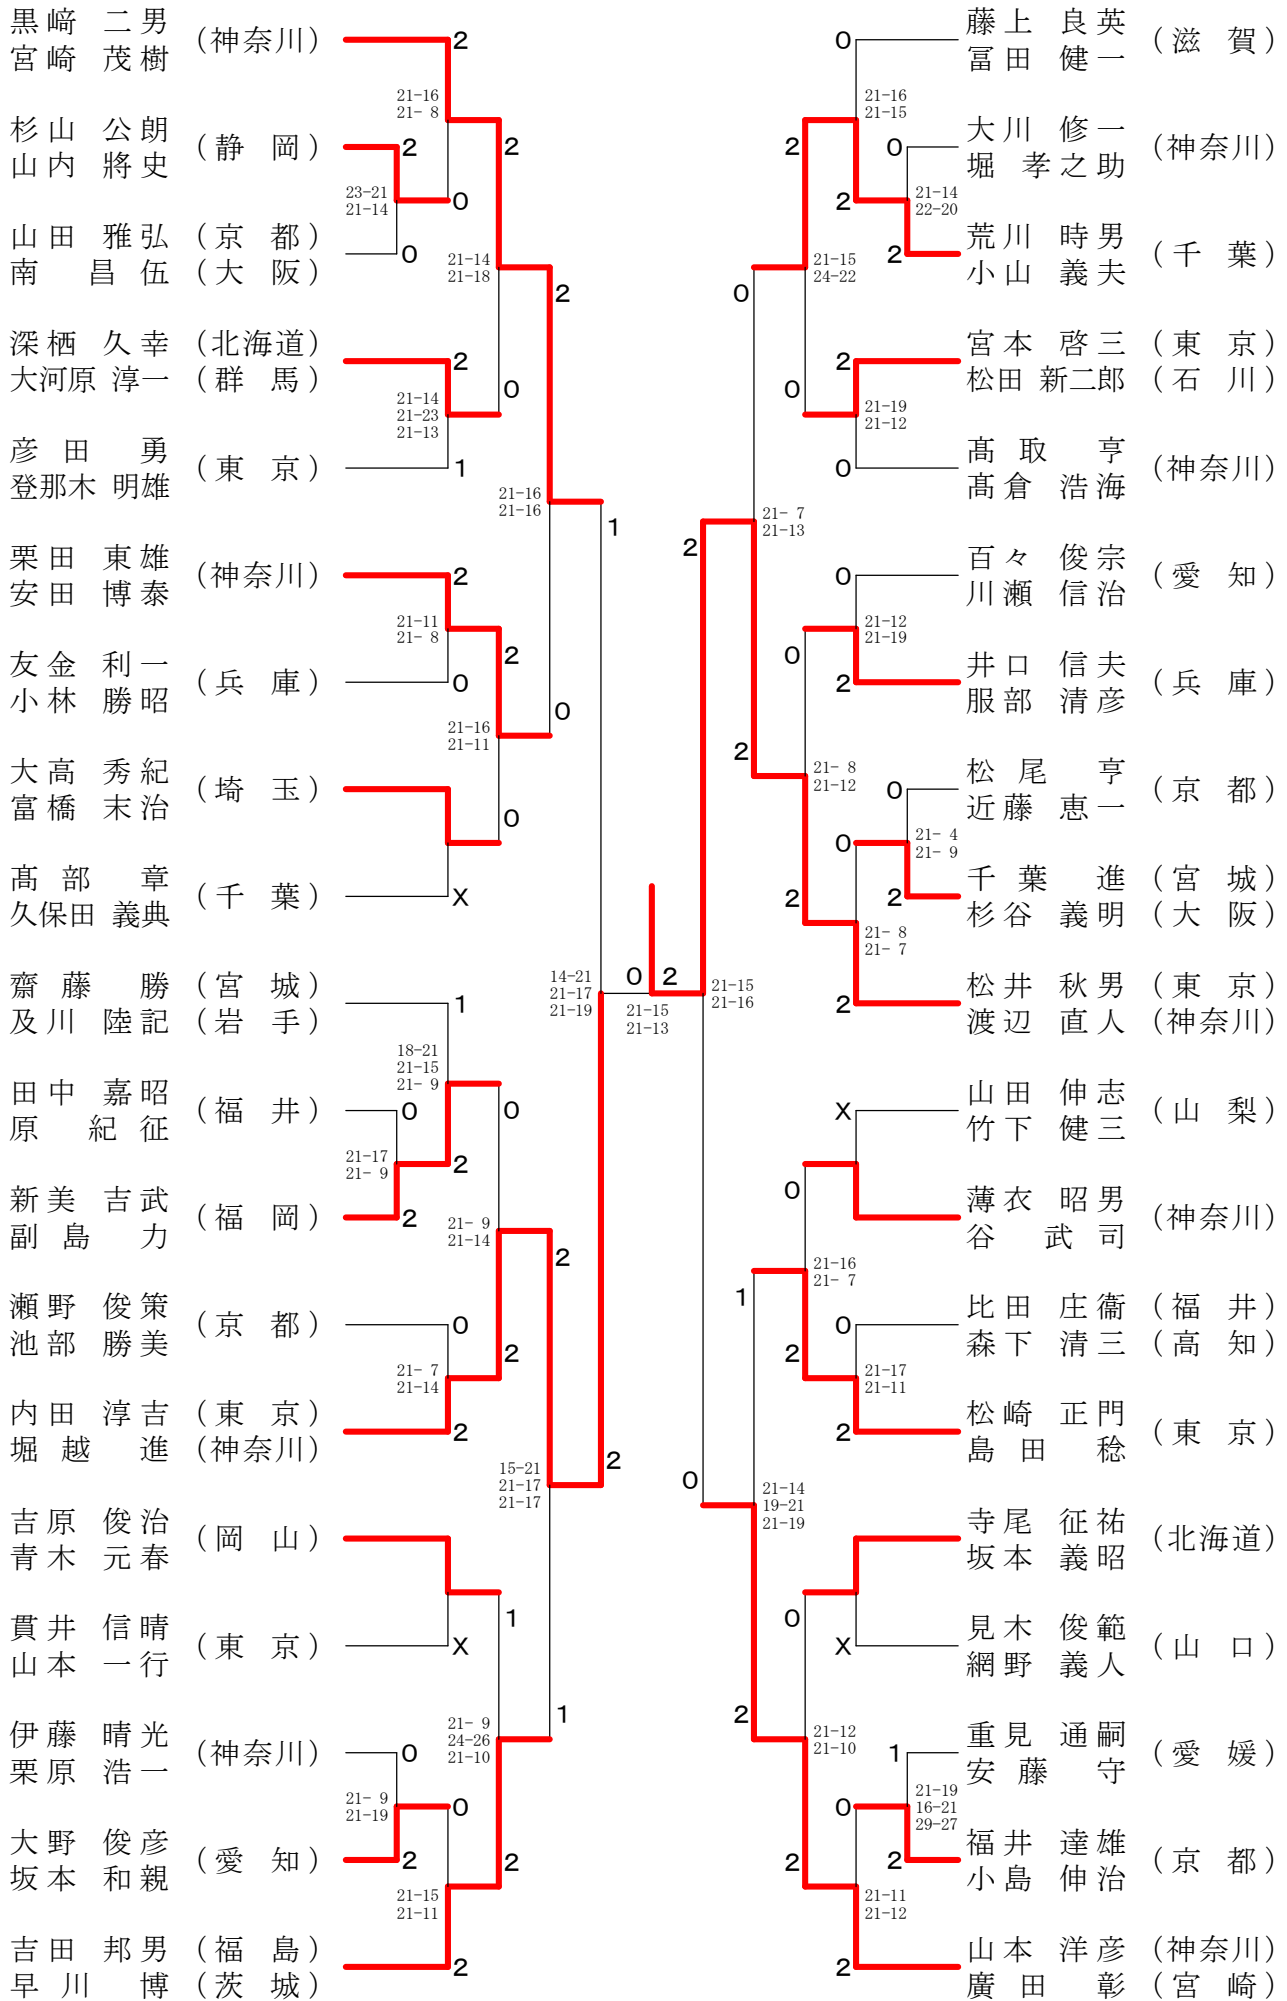 黒﨑 二男
宮崎 茂樹
(神奈川)
2
21-16
21- 8
杉山 公朗
山内 將史
(静 岡)
2
2
23-21
21-14
0
山田 雅弘 (京 都)
南 昌伍 (大 阪)
0
21-14
21-18
2
深栖 久幸 (北海道)
大河原 淳一 (群 馬)
2
21-14
21-23
21-13
0
彦田 勇
登那木 明雄
(東 京)
1
21-16
21-16
1
栗田 東雄
安田 博泰
(神奈川)
2
21-11
21- 8
2
友金 利一
小林 勝昭
(兵 庫)
0
0
21-16
21-11
大高 秀紀
富橋 末治
(埼 玉)
0
髙部 章
久保田 義典
(千 葉)
X
齋藤 勝 (宮 城)
及川 陸記 (岩 手)
1
14-21
21-17
21-19
18-21
21-15
21- 9
田中 嘉昭
原 紀征
(福 井)
0
0
21-17
21- 9
2
新美 吉武
副島 力
(福 岡)
2
21- 9
21-14
2
瀬野 俊策
池部 勝美
(京 都)
0
2
21- 7
21-14
内田 淳吉 (東 京)
堀越 進 (神奈川)
2
15-21
21-17
21-17
2
吉原 俊治
青木 元春
(岡 山)
1
貫井 信晴
山本 一行
(東 京)
X
1
伊藤 晴光
栗原 浩一
(神奈川)
0
21- 9
24-26
21-10
21- 9
21-19
0
大野 俊彦
坂本 和親
(愛 知)
2
2
21-15
21-11
吉田 邦男 (福 島)
早川 博 (茨 城)
2
0
2
21-15
21-13
0
藤上 良英
冨田 健一
(滋 賀)
21-16
21-15
2
0
大川 修一
堀 孝之助
(神奈川)
2
21-14
22-20
2
荒川 時男
小山 義夫
(千 葉)
21-15
24-22
0
2
宮本 啓三 (東 京)
松田 新二郎 (石 川)
0
21-19
21-12
0
髙取 亨
髙倉 浩海
(神奈川)
21- 7
21-13
2
0
百々 俊宗
川瀬 信治
(愛 知)
21-12
21-19
0
2
井口 信夫
服部 清彦
(兵 庫)
2
21- 8
21-12
0
松尾 亨
近藤 恵一
(京 都)
0
21- 4
21- 9
2
2
千葉 進 (宮 城)
杉谷 義明 (大 阪)
21- 8
21- 7
2
松井 秋男 (東 京)
渡辺 直人 (神奈川)
21-15
21-16
X
山田 伸志
竹下 健三
(山 梨)
0
薄衣 昭男
谷 武司
(神奈川)
21-16
21- 7
1
0
比田 庄衞 (福 井)
森下 清三 (高 知)
2
21-17
21-11
2
松崎 正門
島田 稔
(東 京)
0
21-14
19-21
21-19
寺尾 征祐
坂本 義昭
(北海道)
0
X
見木 俊範
網野 義人
(山 口)
2
21-12
21-10
1
重見 通嗣
安藤 守
(愛 媛)
0
21-19
16-21
29-27
2
2
福井 達雄
小島 伸治
(京 都)
21-11
21-12
2
山本 洋彦 (神奈川)
廣田 彰 (宮 崎)